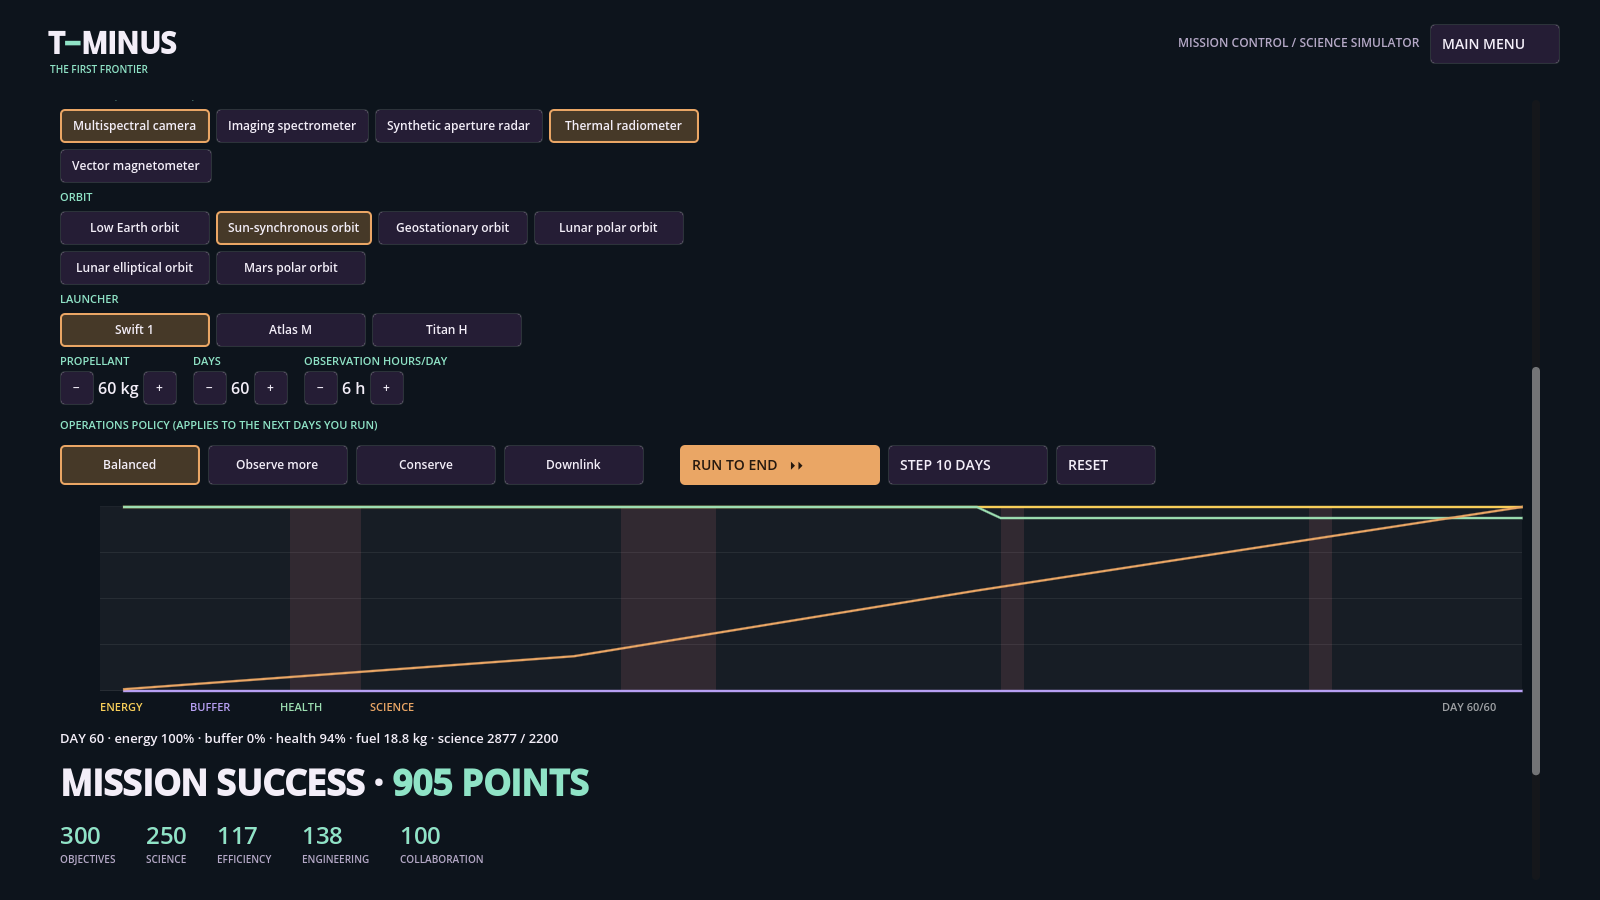 T–MINUS
THE FIRST FRONTIER
MISSION CONTROL / SCIENCE SIMULATOR
MAIN MENU
Multispectral camera
Imaging spectrometer
Synthetic aperture radar
Thermal radiometer
Vector magnetometer
ORBIT
Low Earth orbit
Sun-synchronous orbit
Geostationary orbit
Lunar polar orbit
Lunar elliptical orbit
Mars polar orbit
LAUNCHER
Swift 1
Atlas M
Titan H
PROPELLANT
DAYS
OBSERVATION HOURS/DAY
− 60 kg +
− 60 +
− 6 h +
OPERATIONS POLICY (APPLIES TO THE NEXT DAYS YOU RUN)
Balanced
Observe more
Conserve
Downlink
RUN TO END
STEP 10 DAYS
RESET
ENERGY
BUFFER
HEALTH
SCIENCE
DAY 60/60
DAY 60 · energy 100% · buffer 0% · health 94% · fuel 18.8 kg · science 2877 / 2200
MISSION SUCCESS · 905 POINTS
300
250
117
138
100
OBJECTIVES
SCIENCE
EFFICIENCY
ENGINEERING
COLLABORATION